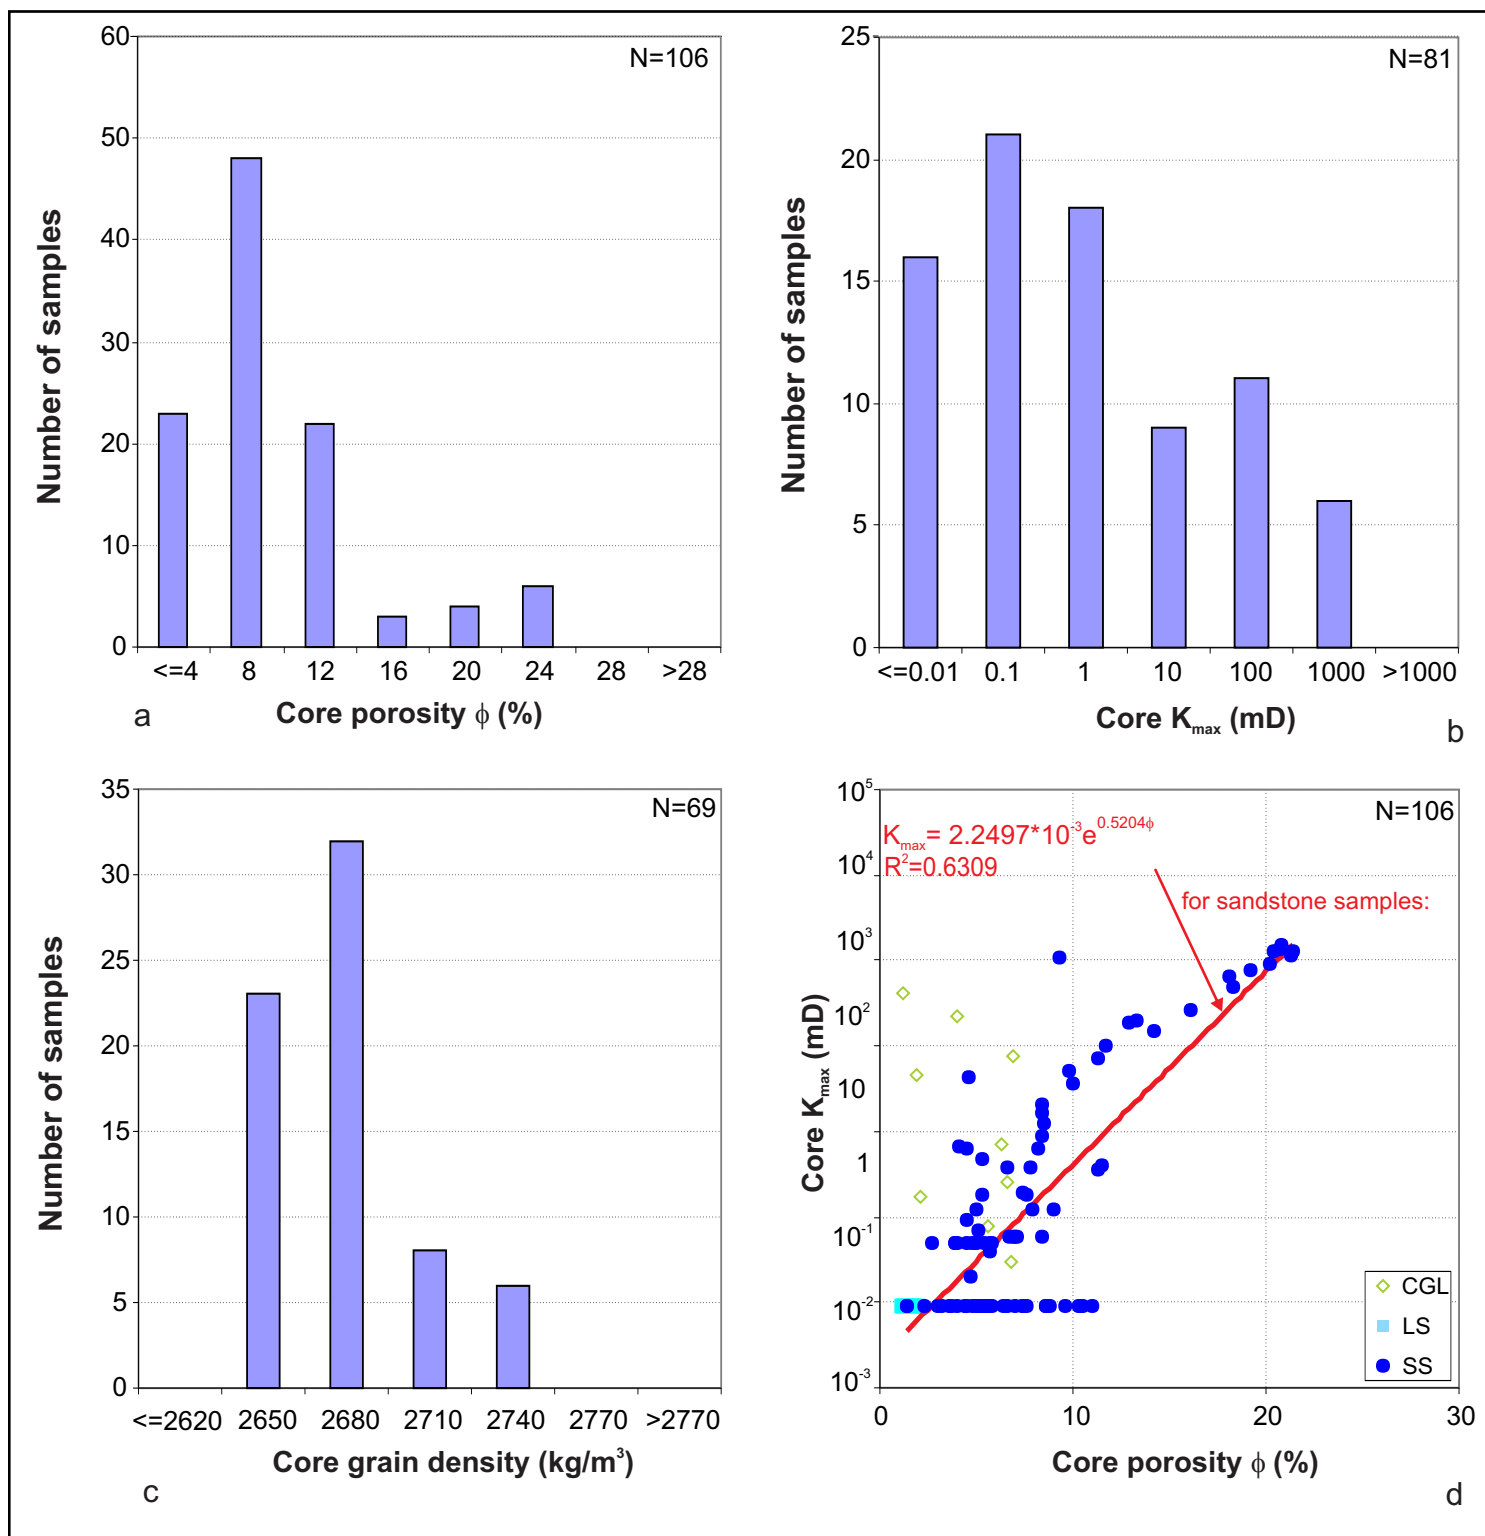 60
50
40
30
20
10
0
Number of samples
N=106
<=4 8 12 16 20 24 28 >28
Core porosity ϕ (%)
a
25
20
15
10
5
0
Number of samples
N=81
<=0.01 0.1 1 10 100 1000 >1000
Core Kmax (mD)
b
35
30
25
20
15
10
5
0
Number of samples
N=69
<=2620 2650 2680 2710 2740 2770 >2770
Core grain density (kg/m³)
c
10⁵
10⁴
10³
10²
10
1
10⁻¹
10⁻²
10⁻³
Core Kmax (mD)
N=106
Kmax= 2.2497*10⁻³e^0.5204ϕ
R²=0.6309
for sandstone samples:
CGL
LS
SS
0 10 20 30
Core porosity ϕ (%)
d